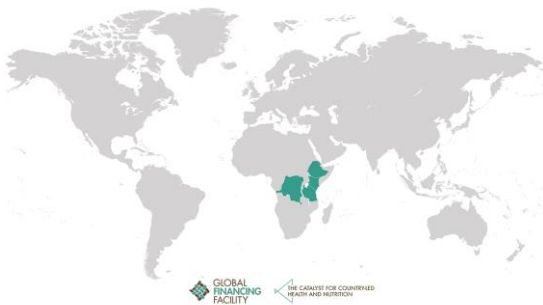 GLOBAL
FINANCING
FACILITY
THE CATALYST FOR COUNTRY-LED
HEALTH AND NUTRITION